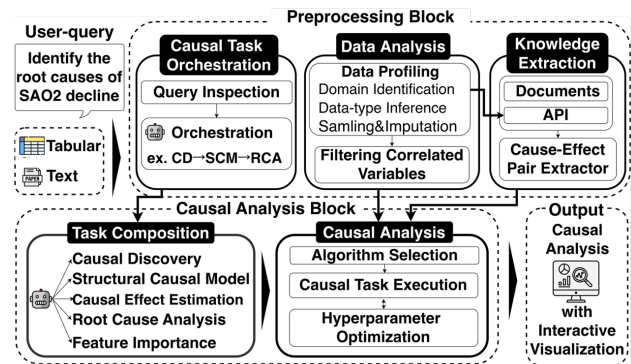 Preprocessing Block
User-query
Identify the
root causes of
SAO2 decline
Tabular
PAPER
Text
Causal Task
Orchestration
Query Inspection
Orchestration
ex. CD→SCM→RCA
Data Analysis
Data Profiling
Domain Identification
Data-type Inference
Samling&Imputation
Filtering Correlated
Variables
Knowledge
Extraction
Documents
API
Cause-Effect
Pair Extractor
Causal Analysis Block
Task Composition
Causal Discovery
Structural Causal Model
Causal Effect Estimation
Root Cause Analysis
Feature Importance
Causal Analysis
Algorithm Selection
Causal Task Execution
Hyperparameter
Optimization
Output
Causal
Analysis
with
Interactive
Visualization